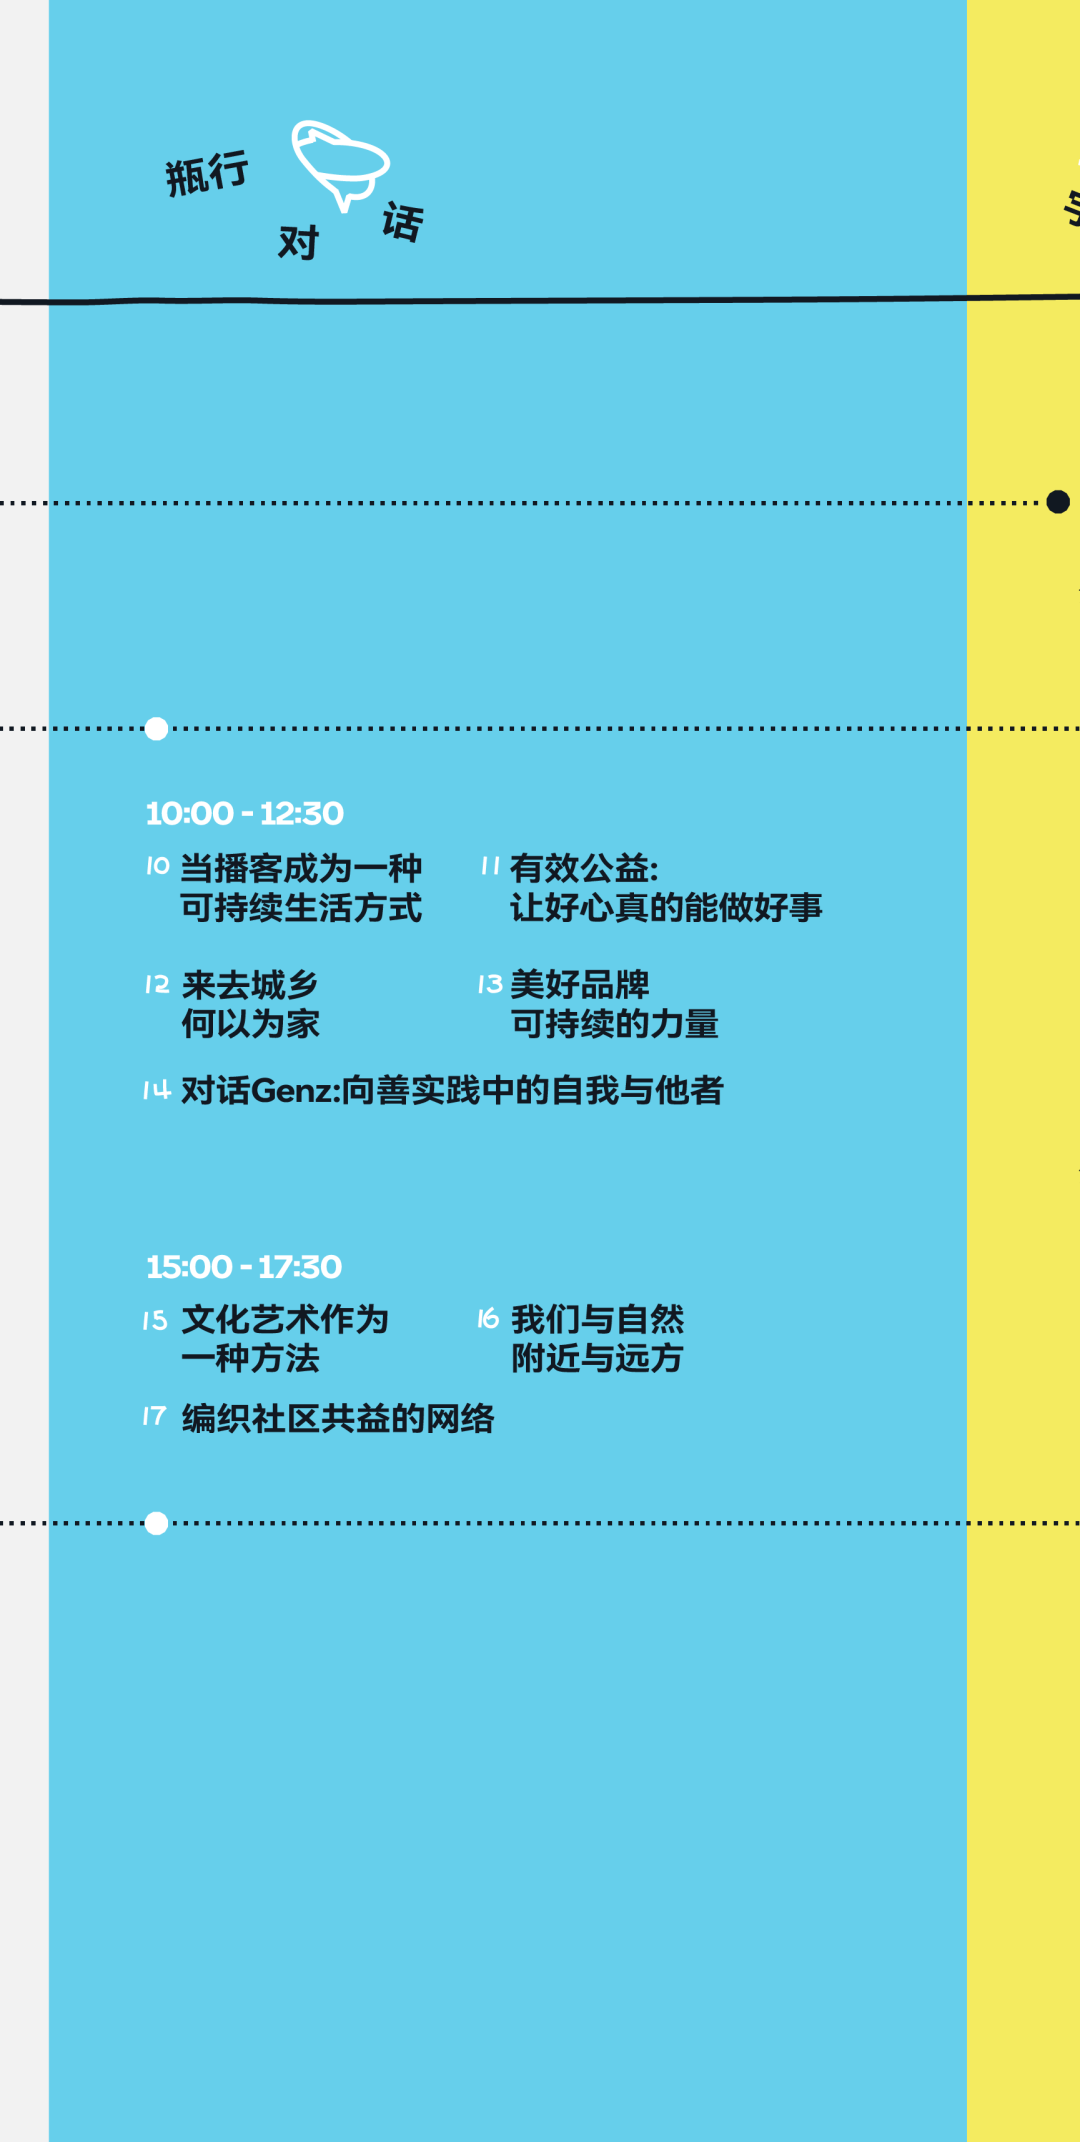 瓶行
对 话
10:00 - 12:30
10 当播客成为一种
可持续生活方式
11 有效公益:
让好心真的能做好事
12 来去城乡
何以为家
13 美好品牌
可持续的力量
14 对话Genz:向善实践中的自我与他者
15:00 - 17:30
15 文化艺术作为
一种方法
16 我们与自然
附近与远方
17 编织社区共益的网络